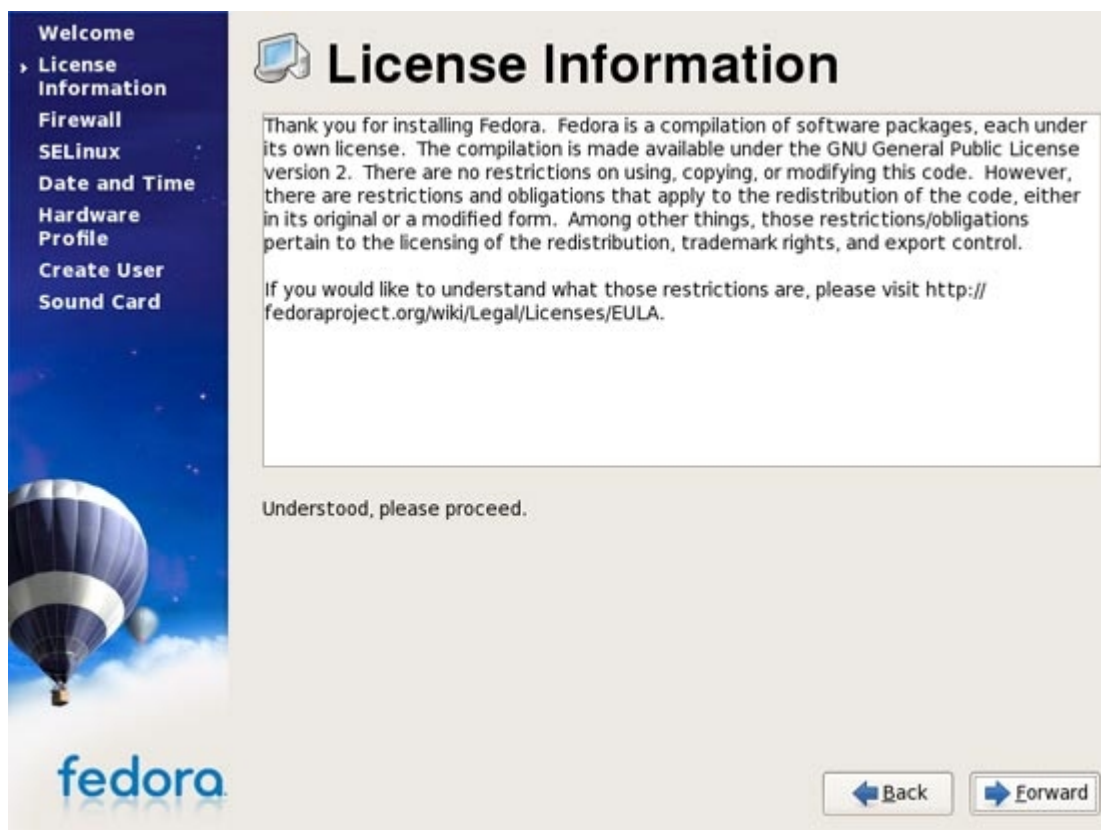 Welcome
License
Information
Firewall
SELinux
Date and Time
Hardware
Profile
Create User
Sound Card
fedora
License Information
Thank you for installing Fedora.  Fedora is a compilation of software packages, each under
its own license.  The compilation is made available under the GNU General Public License
version 2.  There are no restrictions on using, copying, or modifying this code.  However,
there are restrictions and obligations that apply to the redistribution of the code, either
in its original or a modified form.  Among other things, those restrictions/obligations
pertain to the licensing of the redistribution, trademark rights, and export control.
If you would like to understand what those restrictions are, please visit http://
fedoraproject.org/wiki/Legal/Licenses/EULA.
Understood, please proceed.
Back
Forward